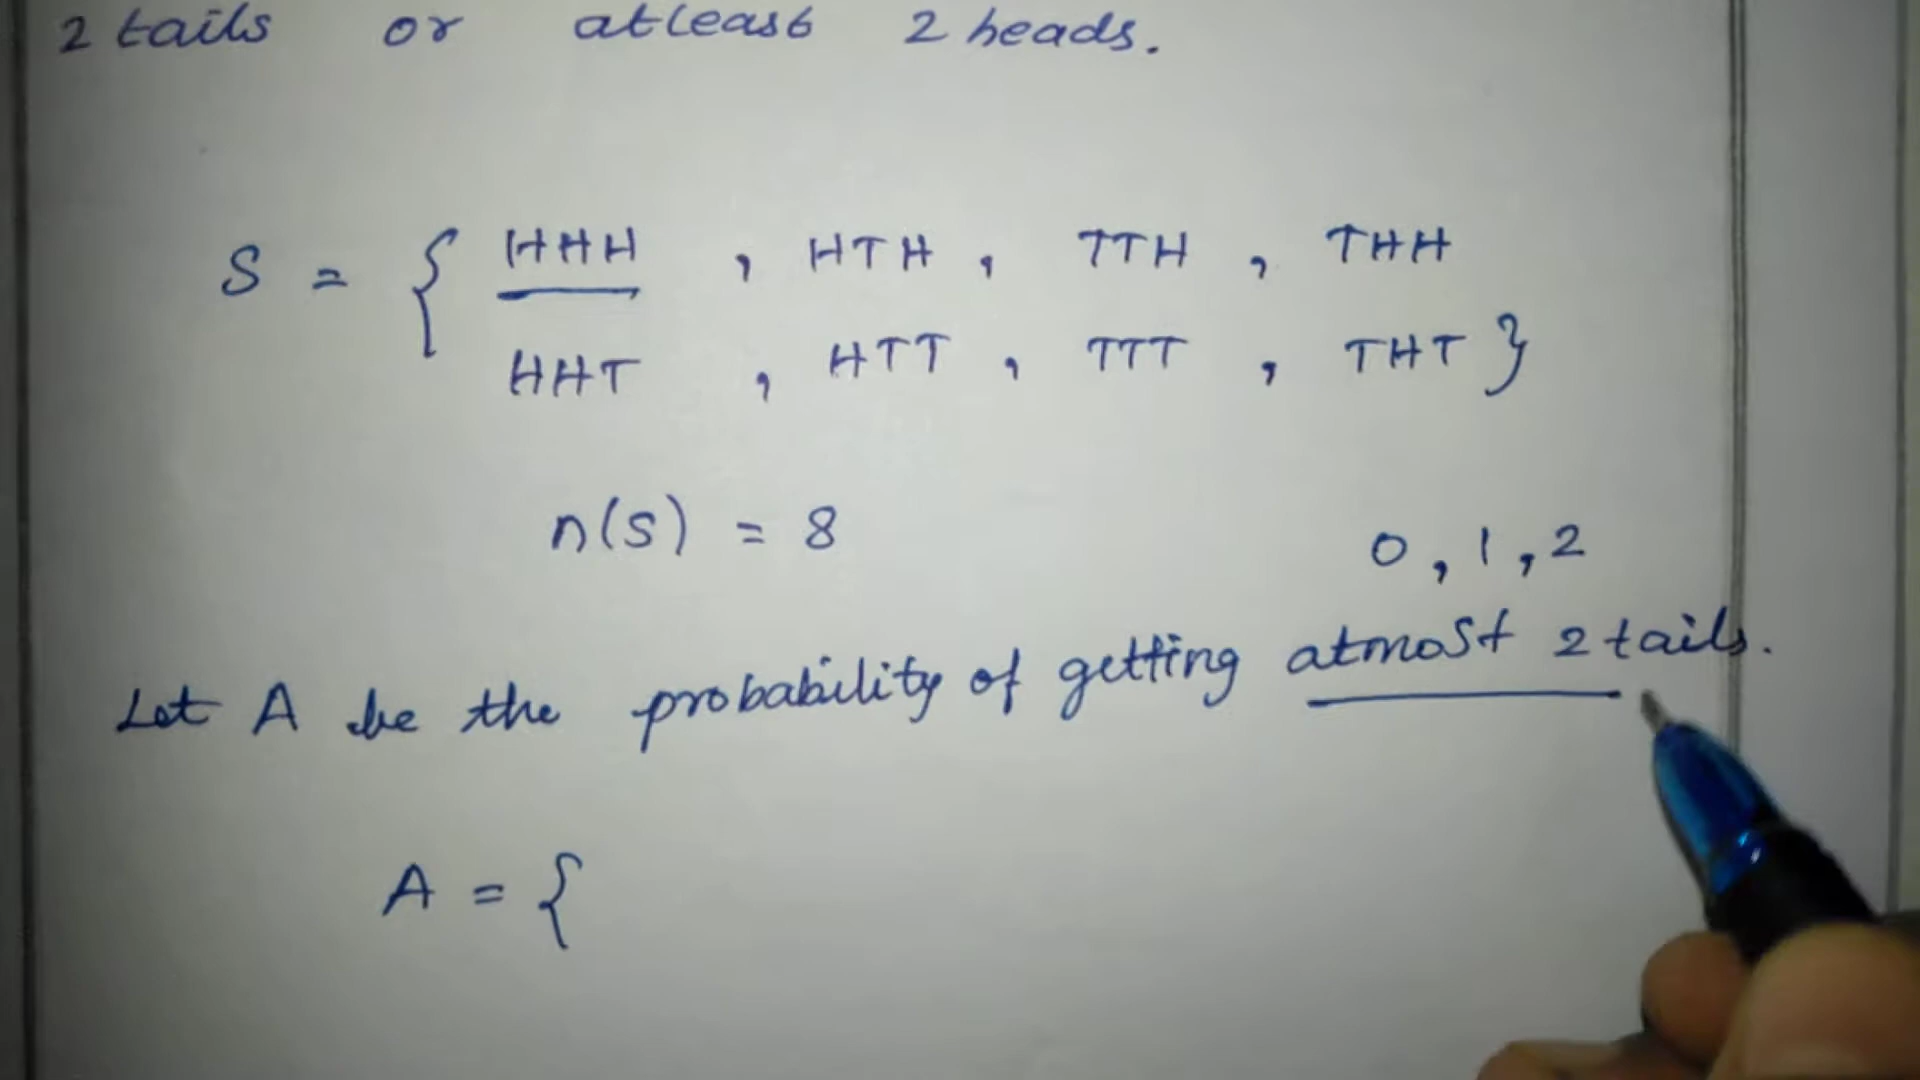 2 tails or atleast 2 heads.
S = { HHH , HTH , TTH , THH
HHT , HTT , TTT , THT }
n(S) = 8
0 , 1 , 2
Let A be the probability of getting atmost 2 tails.
A = {